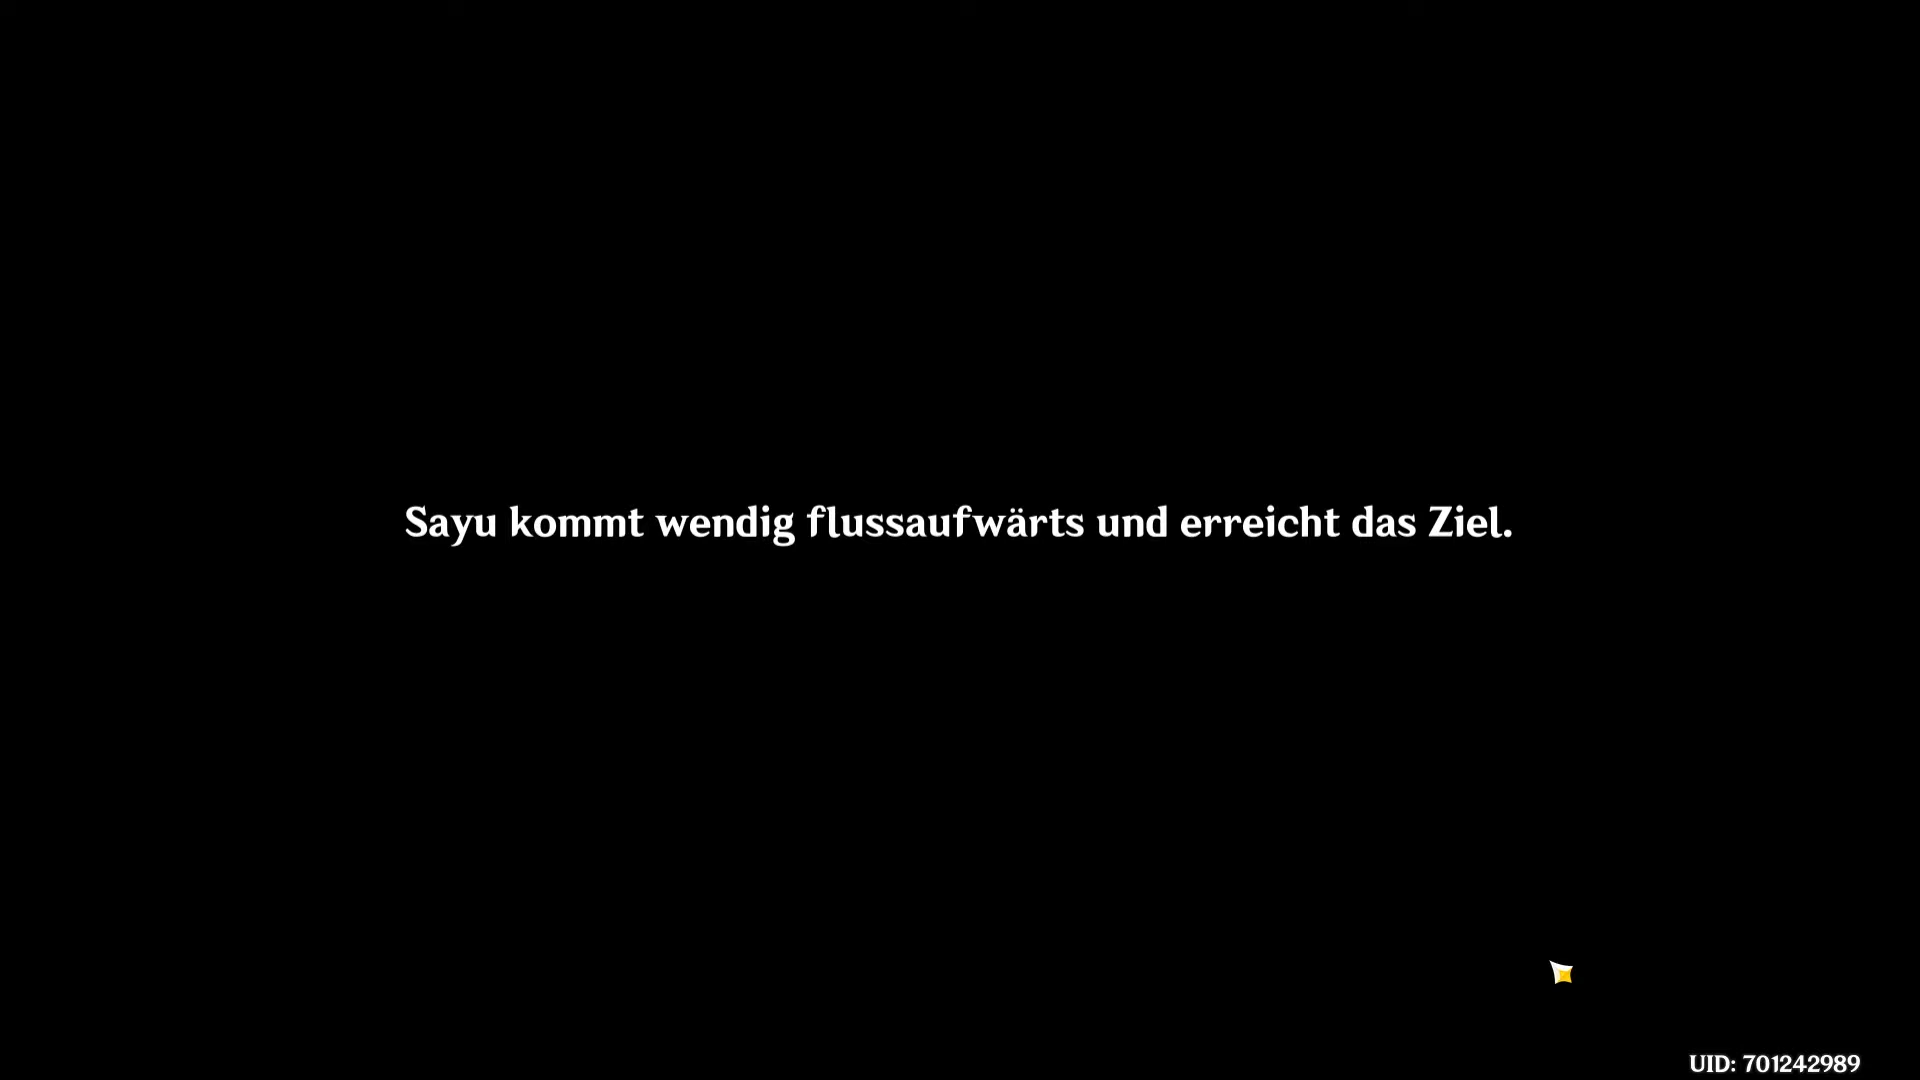 Sayu kommt wendig flussaufwärts und erreicht das Ziel.
UID: 701242989